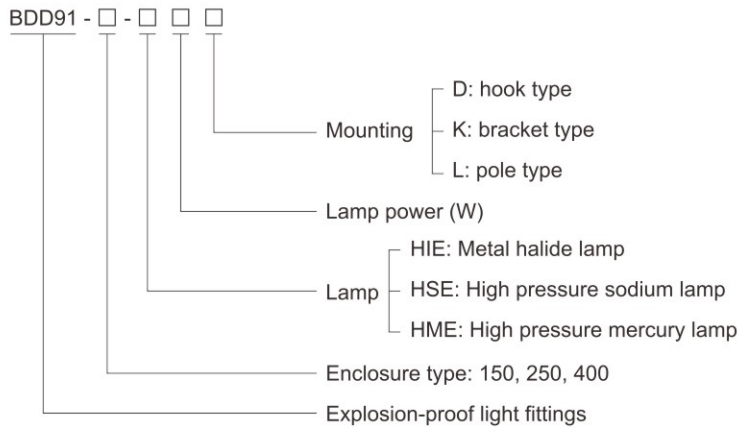 BDD91 - □ - □ □ □
D: hook type
Mounting
K: bracket type
L: pole type
Lamp power (W)
HIE: Metal halide lamp
Lamp
HSE: High pressure sodium lamp
HME: High pressure mercury lamp
Enclosure type: 150, 250, 400
Explosion-proof light fittings